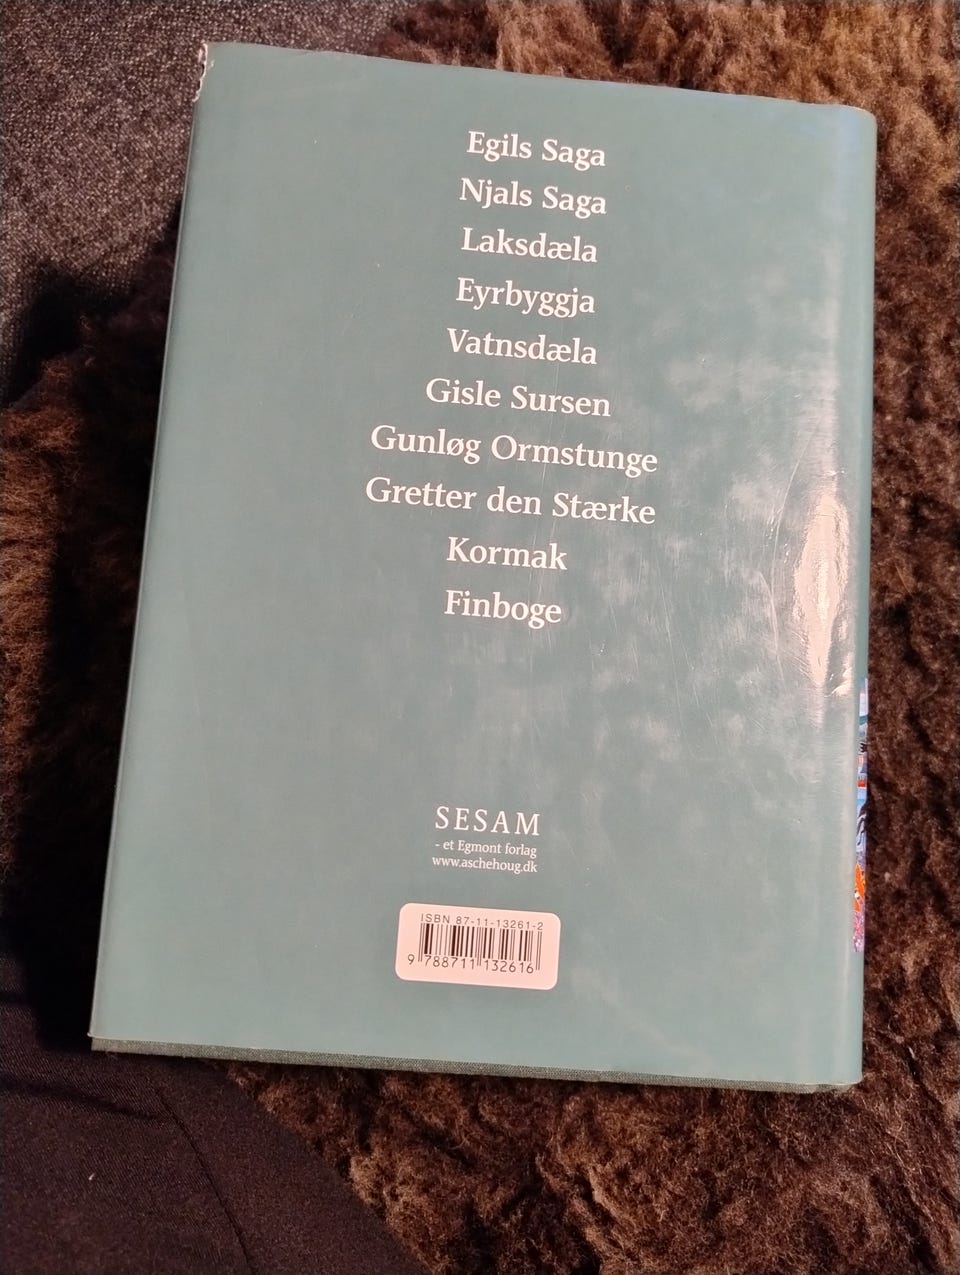 Egils Saga
Njals Saga
Laksdæla
Eyrbyggja
Vatnsdæla
Gisle Sursen
Gunløg Ormstunge
Gretter den Stærke
Kormak
Finboge
SESAM
- et Egmont forlag
www.aschehoug.dk
ISBN 87-11-13261-2
9 788711 132616